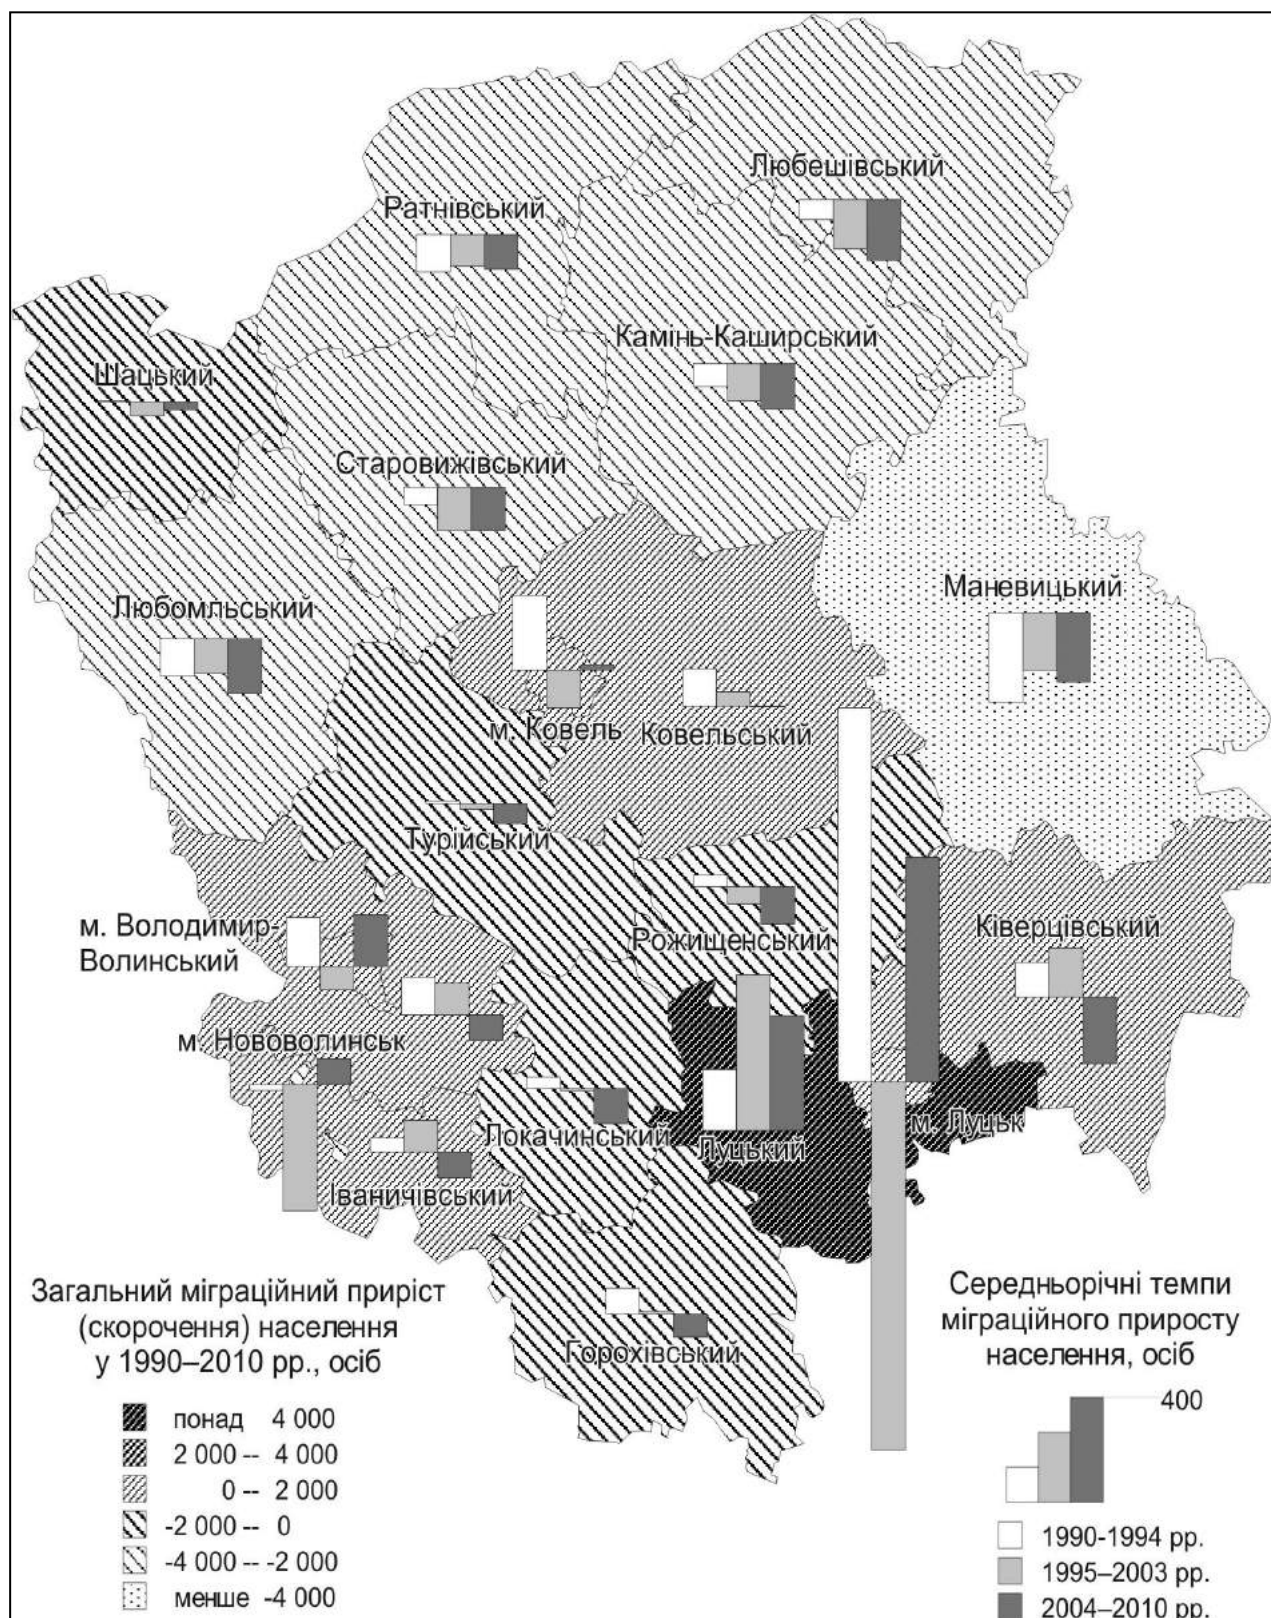 Любешівський
Ратнівський
Камінь-Каширський
Шацький
Старовижівський
Маневицький
Любомльський
м. Ковель
Ковельський
Турійський
м. Володимир-
Волинський
Рожищенський
Ківерцівський
м. Нововолинськ
Локачинський
Луцький
м. Луцьк
Іваничівський
Горохівський
Загальний міграційний приріст
(скорочення) населення
у 1990–2010 рр., осіб
понад 4 000
2 000 -- 4 000
0 -- 2 000
-2 000 -- 0
-4 000 -- -2 000
менше -4 000
Середньорічні темпи
міграційного приросту
населення, осіб
400
1990-1994 рр.
1995–2003 рр.
2004–2010 рр.